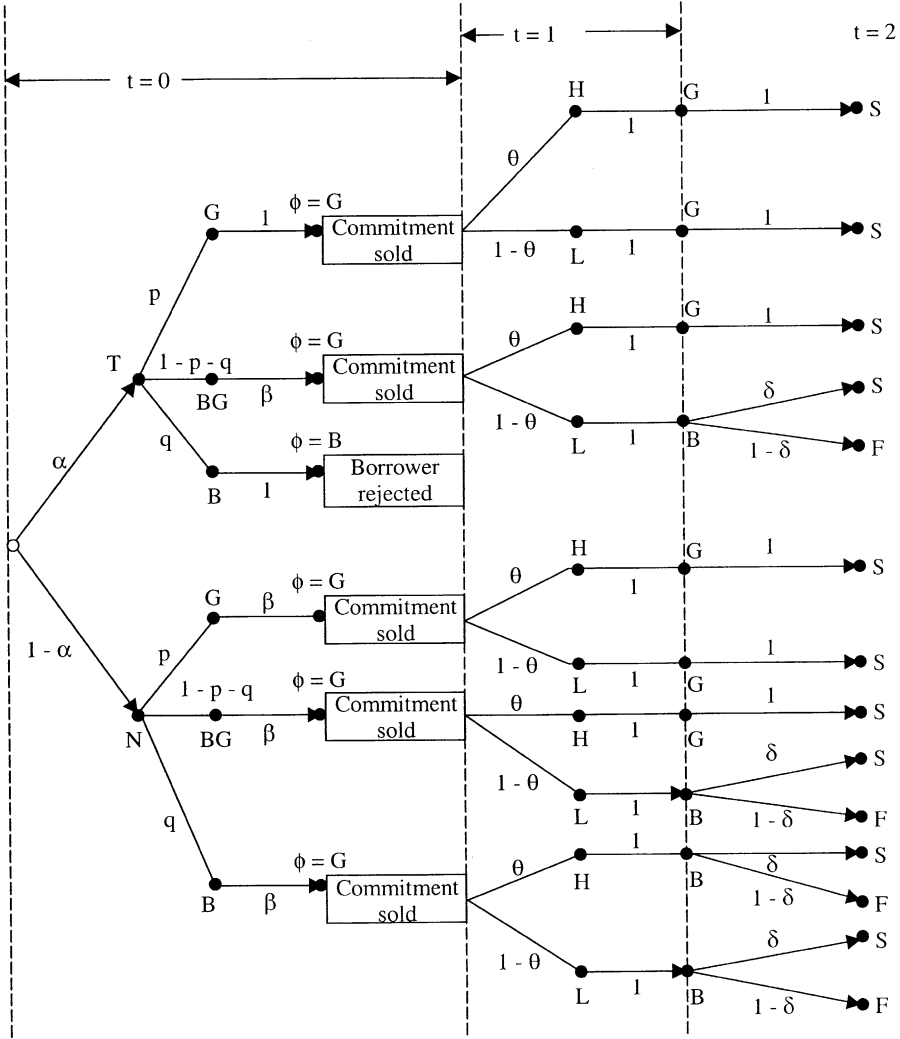 t = 1
t = 2
t = 0
H
G
1
S
1
θ
ϕ = G
G
1
Commitment
sold
G
1
S
1 - θ
L
1
p
H
G
1
S
ϕ = G
θ
1
T
1 - p - q
Commitment
sold
δ
S
BG
β
1 - θ
L
1
B
1 - δ
F
q
ϕ = B
α
B
1
Borrower
rejected
H
G
1
S
θ
1
ϕ = G
G
β
Commitment
sold
1 - α
p
1 - θ
L
1
G
1
S
1 - p - q
ϕ = G
θ
1
S
N
BG
β
Commitment
sold
H
1
G
δ
S
1 - θ
L
1
B
1 - δ
F
q
1
S
ϕ = G
θ
H
B
δ
B
β
Commitment
sold
1 - δ
F
δ
S
1 - θ
L
1
B
1 - δ
F